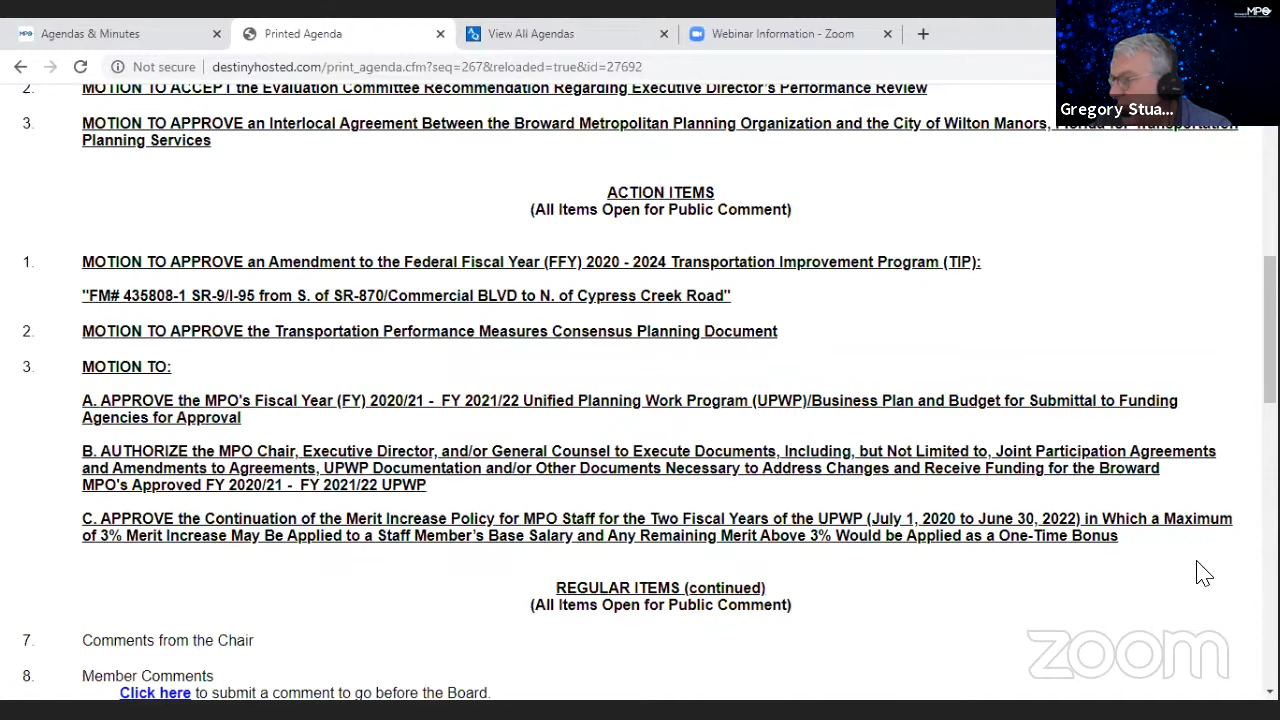 MPO
Agendas & Minutes
Printed Agenda
View All Agendas
Webinar Information - Zoom
Not secure
destinyhosted.com/print_agenda.cfm?seq=267&reloaded=true&id=27692
MPO
Gregory Stua...
2. MOTION TO ACCEPT the Evaluation Committee Recommendation Regarding Executive Director's Performance Review
3. MOTION TO APPROVE an Interlocal Agreement Between the Broward Metropolitan Planning Organization and the City of Wilton Manors, Florida for Transportation
Planning Services
ACTION ITEMS
(All Items Open for Public Comment)
1. MOTION TO APPROVE an Amendment to the Federal Fiscal Year (FFY) 2020 - 2024 Transportation Improvement Program (TIP):
"FM# 435808-1 SR-9/I-95 from S. of SR-870/Commercial BLVD to N. of Cypress Creek Road"
2. MOTION TO APPROVE the Transportation Performance Measures Consensus Planning Document
3. MOTION TO:
A. APPROVE the MPO's Fiscal Year (FY) 2020/21 - FY 2021/22 Unified Planning Work Program (UPWP)/Business Plan and Budget for Submittal to Funding
Agencies for Approval
B. AUTHORIZE the MPO Chair, Executive Director, and/or General Counsel to Execute Documents, Including, but Not Limited to, Joint Participation Agreements
and Amendments to Agreements, UPWP Documentation and/or Other Documents Necessary to Address Changes and Receive Funding for the Broward
MPO's Approved FY 2020/21 - FY 2021/22 UPWP
C. APPROVE the Continuation of the Merit Increase Policy for MPO Staff for the Two Fiscal Years of the UPWP (July 1, 2020 to June 30, 2022) in Which a Maximum
of 3% Merit Increase May Be Applied to a Staff Member's Base Salary and Any Remaining Merit Above 3% Would be Applied as a One-Time Bonus
REGULAR ITEMS (continued)
(All Items Open for Public Comment)
7. Comments from the Chair
8. Member Comments
Click here to submit a comment to go before the Board.
zoom